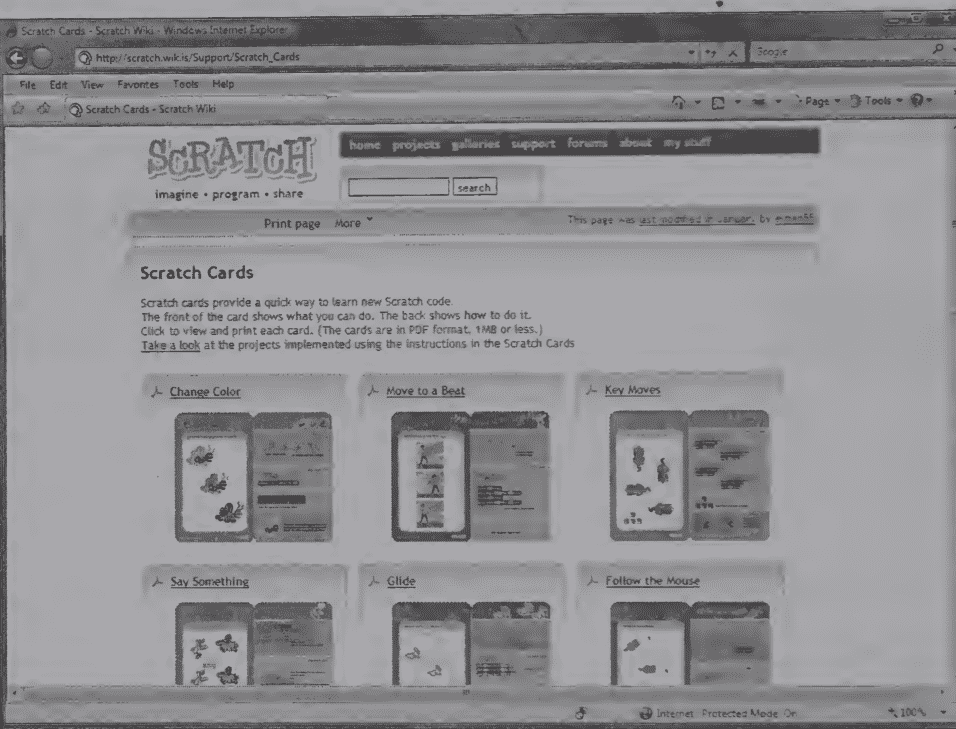 Scratch Cards - Scratch Wiki - Windows Internet Explorer
http://scratch.wik.is/Support/Scratch_Cards
Google
File Edit View Favorites Tools Help
Scratch Cards - Scratch Wiki
Page Tools
SCRATCH
home projects galleries support forums about my stuff
imagine • program • share
search
Print page More
This page was last modified in January by
Scratch Cards
Scratch cards provide a quick way to learn new Scratch code.
The front of the card shows what you can do. The back shows how to do it.
Click to view and print each card. (The cards are in PDF format, 1MB or less.)
Take a look at the projects implemented using the instructions in the Scratch Cards
Change Color
Move to a Beat
Key Moves
Say Something
Glide
Follow the Mouse
Internet Protected Mode: On
100%